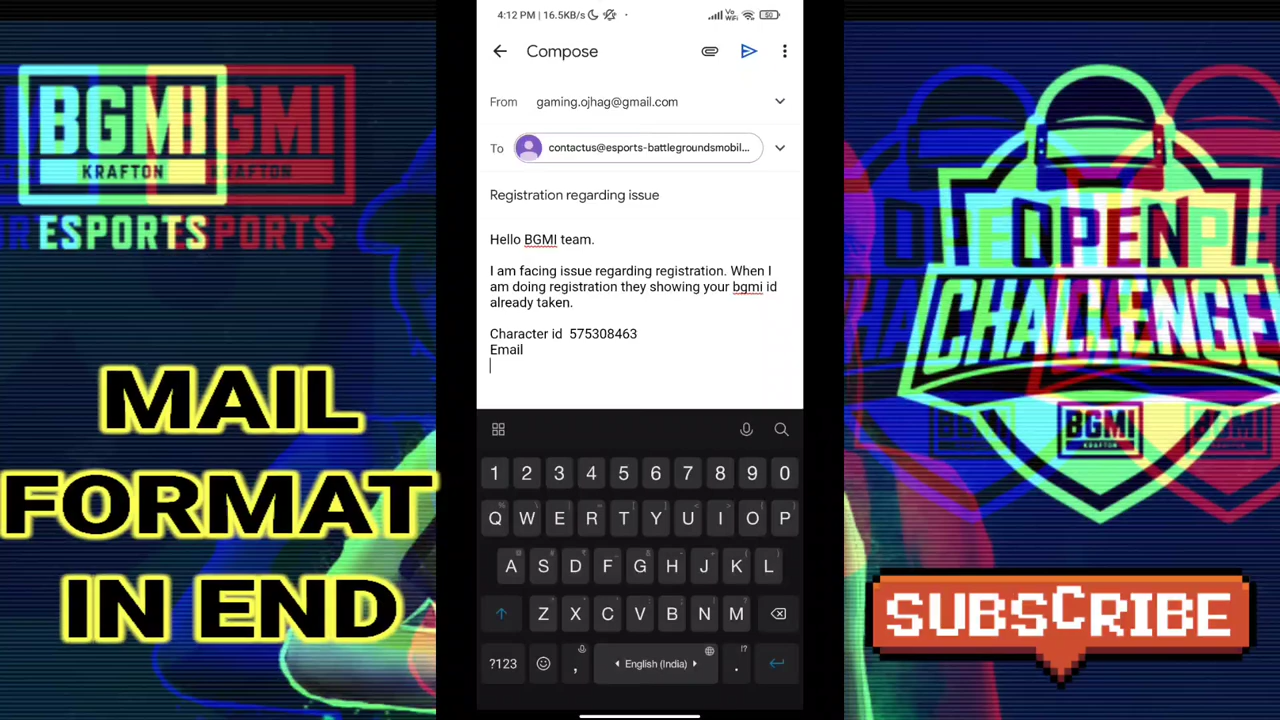 BGMI
KRAFTON
ESPORTS
MAIL
FORMAT
IN END
4:12 PM | 16.5KB/s
Vo
WiFi
50
Compose
From gaming.ojhag@gmail.com
To contactus@esports-battlegroundsmobil...
Registration regarding issue
Hello BGMI team.
I am facing issue regarding registration. When I
am doing registration they showing your bgmi id
already taken.
Character id 575308463
Email
1 2 3 4 5 6 7 8 9 0
Q W E R T Y U I O P
A S D F G H J K L
Z X C V B N M
?123 , English (India) .
OPEN
CHALLENGE
BGMI
KRAFTON
SUBSCRIBE